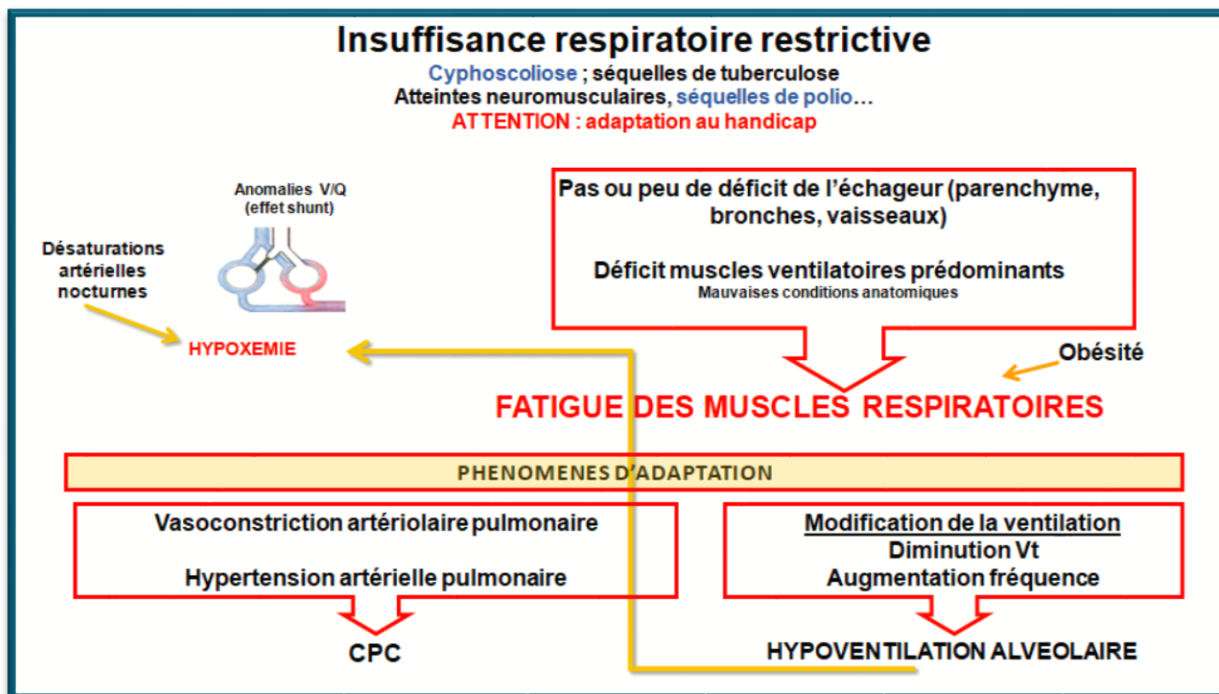 Insuffisance respiratoire restrictive
Cyphoscoliose ; séquelles de tuberculose
Atteintes neuromusculaires, séquelles de polio…
ATTENTION : adaptation au handicap
Anomalies V/Q
(effet shunt)
Désaturations
artérielles
nocturnes
HYPOXEMIE
Pas ou peu de déficit de l'échageur (parenchyme,
bronches, vaisseaux)
Déficit muscles ventilatoires prédominants
Mauvaises conditions anatomiques
Obésité
FATIGUE DES MUSCLES RESPIRATOIRES
PHENOMENES D'ADAPTATION
Vasoconstriction artériolaire pulmonaire
Hypertension artérielle pulmonaire
CPC
Modification de la ventilation
Diminution Vt
Augmentation fréquence
HYPOVENTILATION ALVEOLAIRE